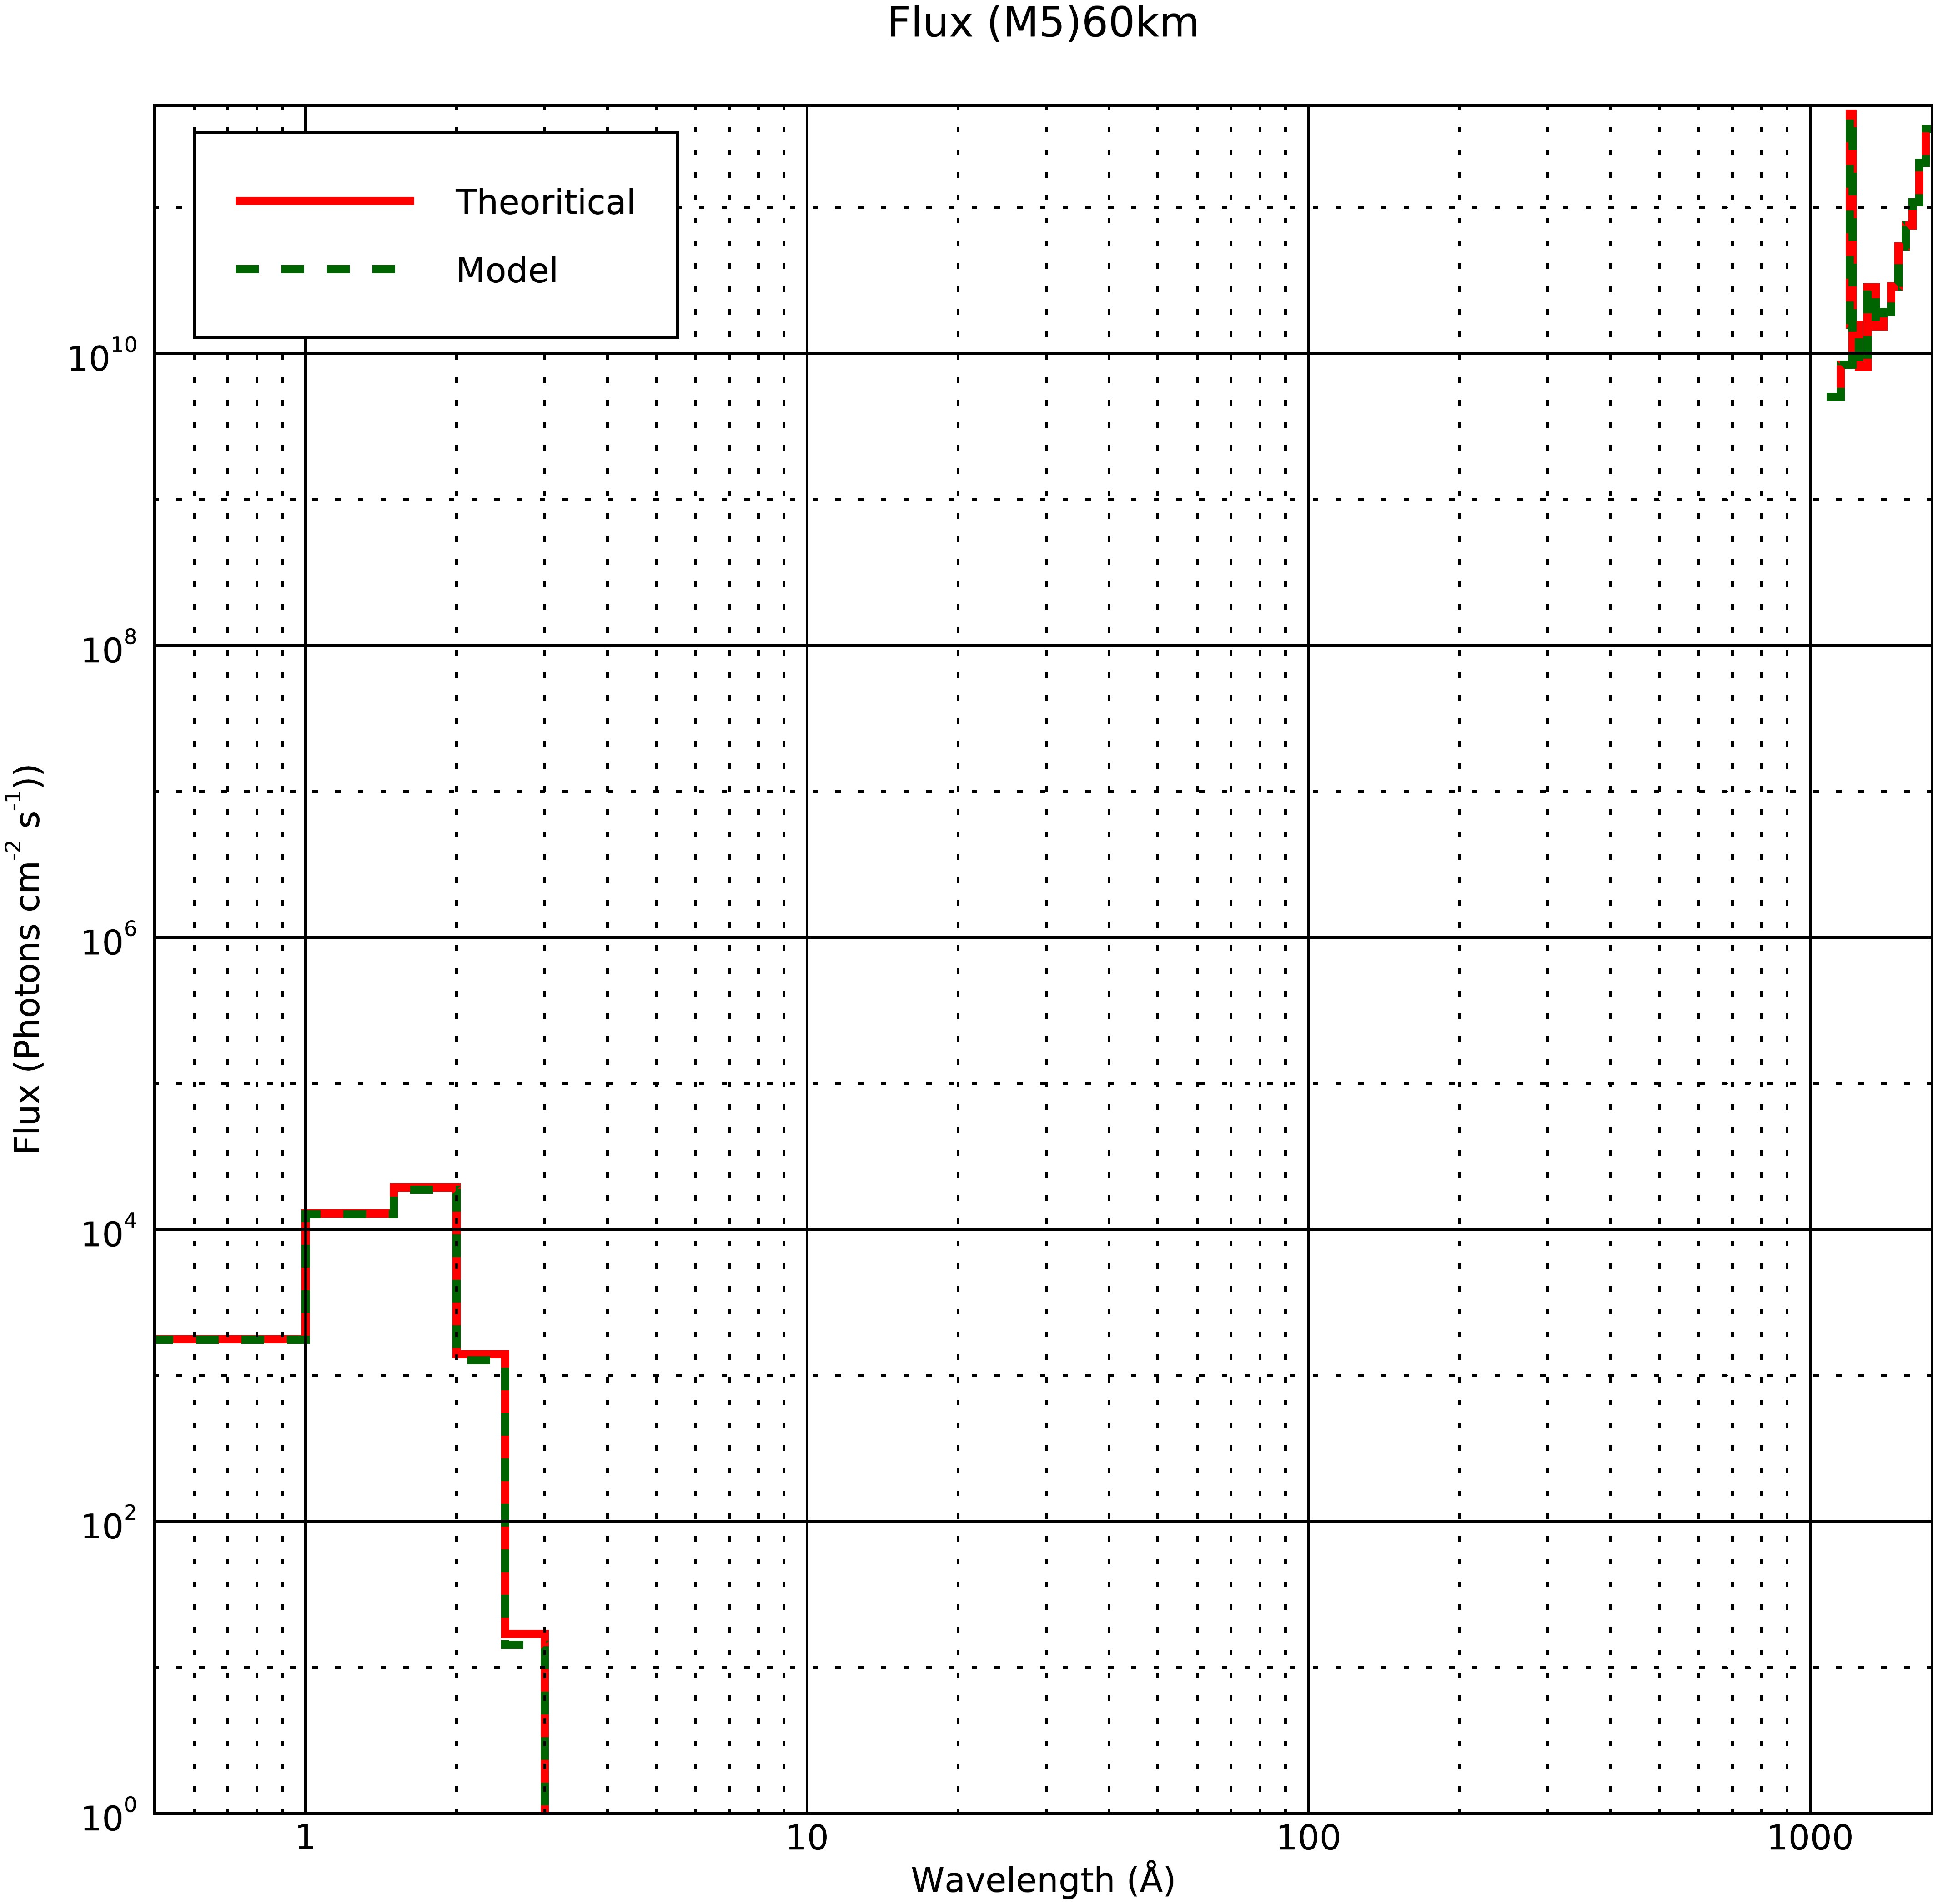 Flux (M5)60km
Theoritical
Model
10^10
10^8
10^6
10^4
10^2
10^0
Flux (Photons cm^-2 s^-1))
1 10 100 1000
Wavelength (Å)